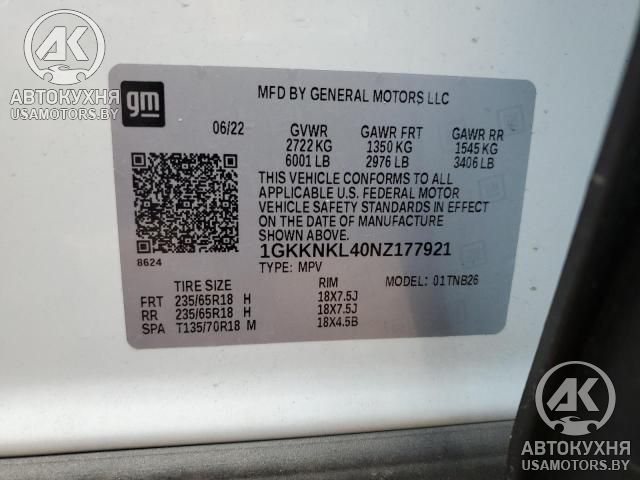 AK
АВТОКУХНЯ
USAMOTORS.BY
gm
MFD BY GENERAL MOTORS LLC
06/22 GVWR GAWR FRT GAWR RR
2722 KG 1350 KG 1545 KG
6001 LB 2976 LB 3406 LB
THIS VEHICLE CONFORMS TO ALL
APPLICABLE U.S. FEDERAL MOTOR
VEHICLE SAFETY STANDARDS IN EFFECT
ON THE DATE OF MANUFACTURE
SHOWN ABOVE.
8624
1GKKNKL40NZ177921
TYPE: MPV MODEL: 01TNB26
TIRE SIZE RIM
FRT 235/65R18 H 18X7.5J
RR 235/65R18 H 18X7.5J
SPA T135/70R18 M 18X4.5B
AK
АВТОКУХНЯ
USAMOTORS.BY